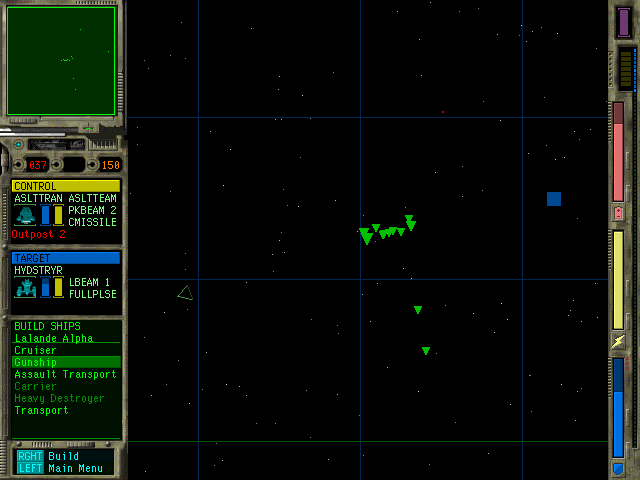 037 150
CONTROL
ASLTTRAN ASLTTEAM
PKBEAM 2
CMISSILE
Outpost 2
TARGET
HVDSTRYR
LBEAM 1
FULLPLSE
BUILD SHIPS
Lalande Alpha
Cruiser
Gunship
Assault Transport
Carrier
Heavy Destroyer
Transport
RGHT Build
LEFT Main Menu